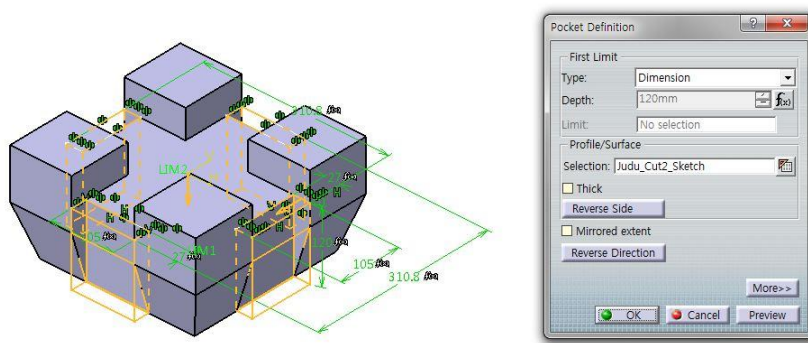 Pocket Definition
First Limit
Type: Dimension
Depth: 120mm f(x)
Limit: No selection
Profile/Surface
Selection: Judu_Cut2_Sketch
Thick
Reverse Side
Mirrored extent
Reverse Direction
More>>
OK Cancel Preview
310.8
LIM2
LIM1
105
310.8
H
H